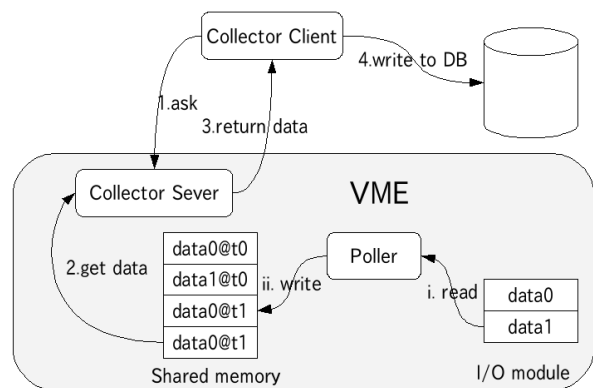 Collector Client
4.write to DB
1.ask
3.return data
Collector Sever
VME
2.get data
data0@t0
data1@t0
data0@t1
data0@t1
ii. write
Poller
i. read
data0
data1
Shared memory
I/O module